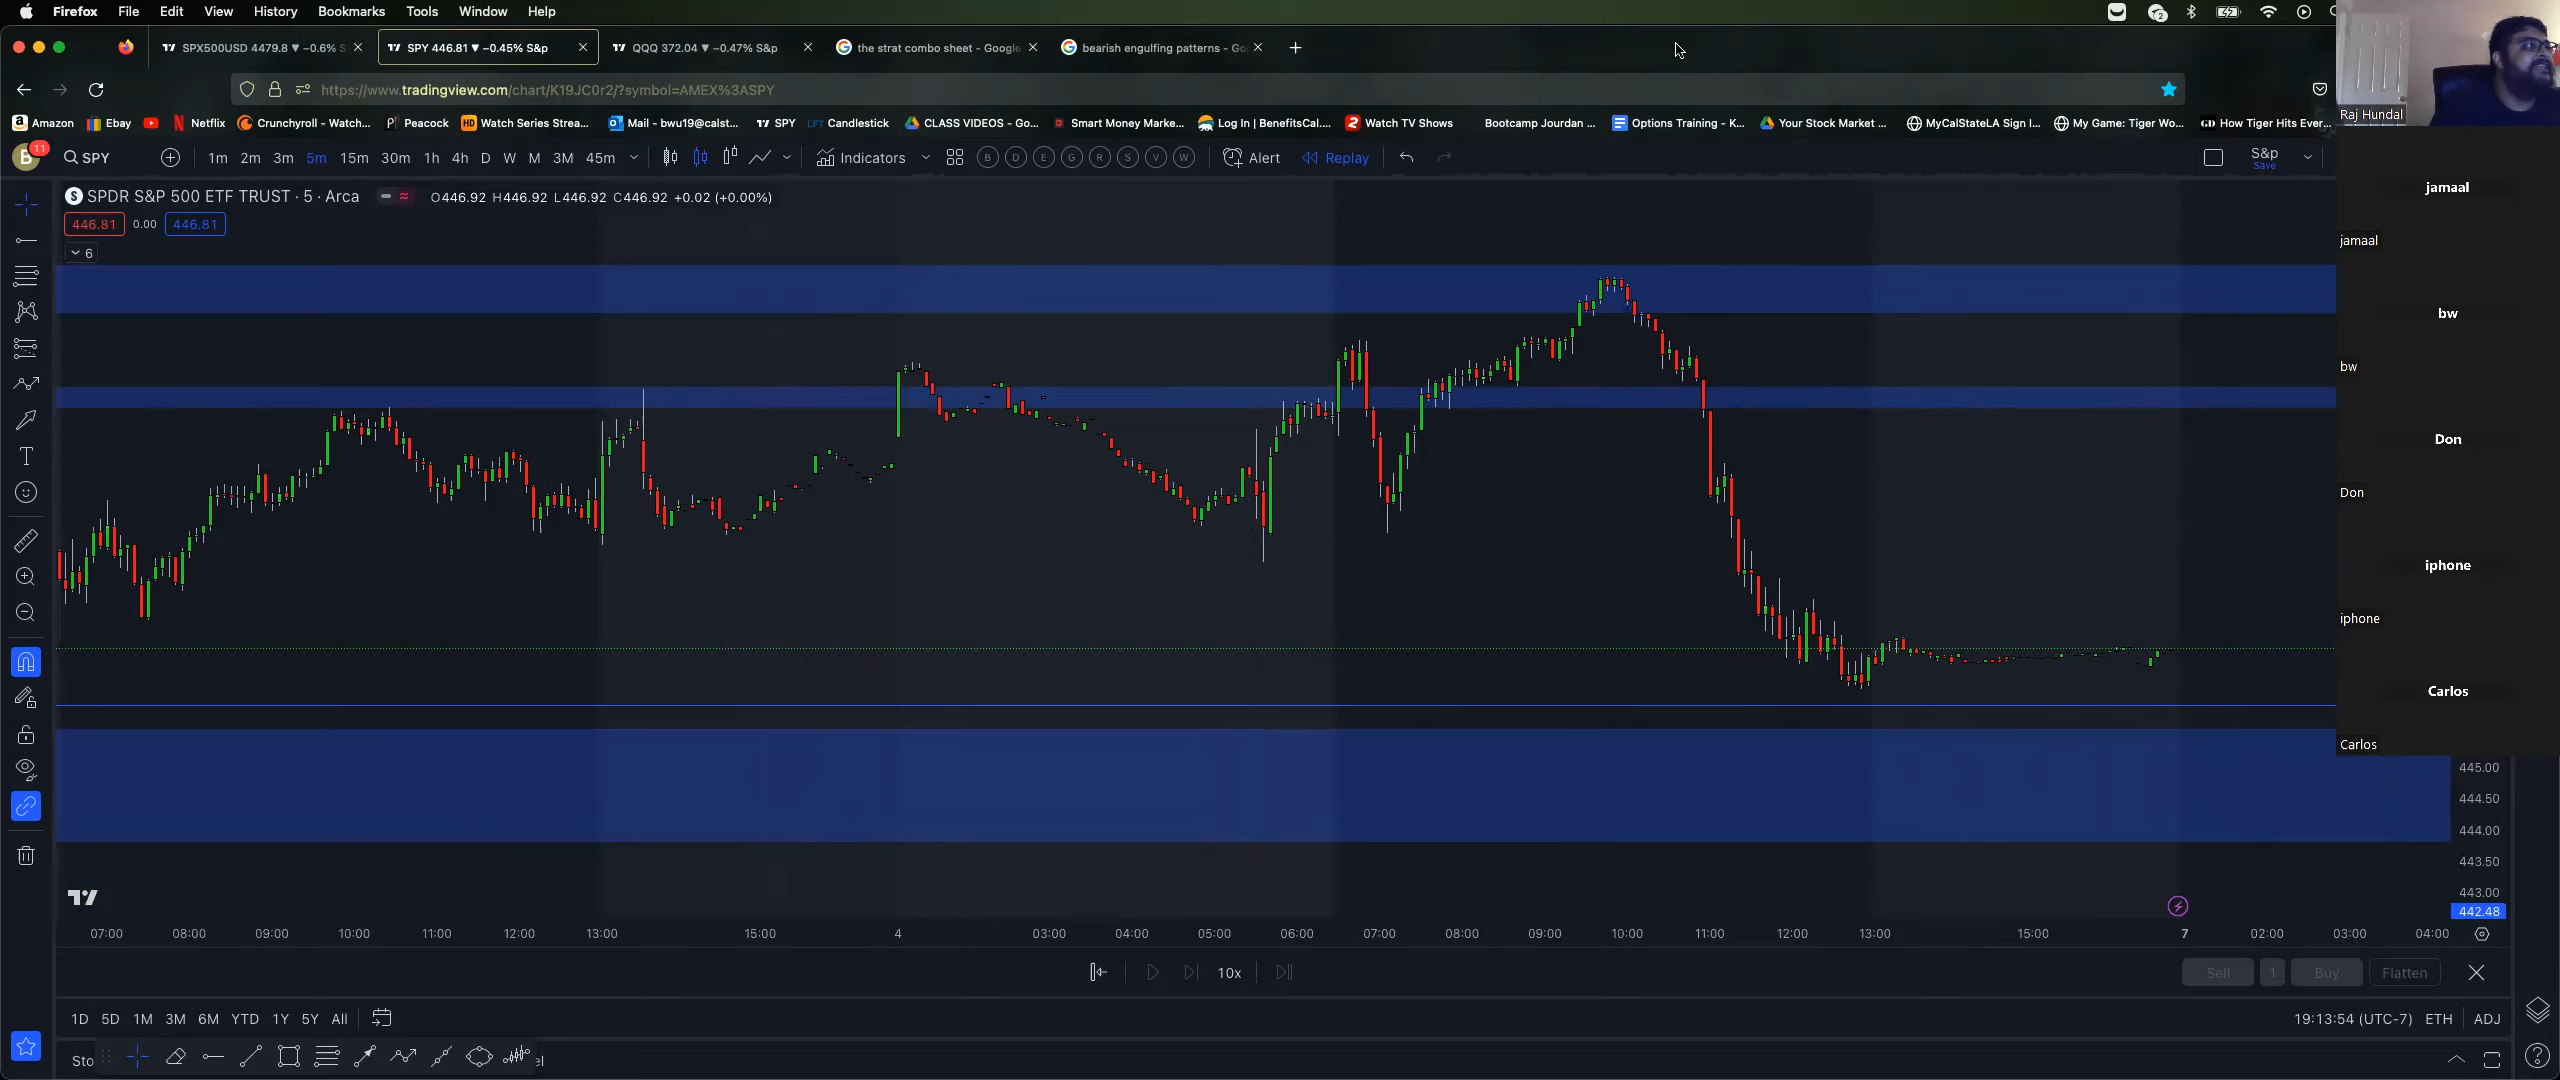 Firefox File Edit View History Bookmarks Tools Window Help
SPX500USD 4479.8 ▼ −0.6% S
SPY 446.81 ▼ −0.45% S&p
QQQ 372.04 ▼ −0.47% S&p
the strat combo sheet - Google
bearish engulfing patterns - Go
https://www.tradingview.com/chart/K19JC0r2/?symbol=AMEX%3ASPY
Raj Hundal
Amazon Ebay Netflix Crunchyroll - Watch... Peacock HD Watch Series Strea... Mail - bwu19@calst... SPY LFT Candlestick CLASS VIDEOS - Go... Smart Money Marke... Log In | BenefitsCal.... 2 Watch TV Shows Bootcamp Jourdan ... Options Training - K... Your Stock Market ... MyCalStateLA Sign I... My Game: Tiger Wo... GD How Tiger Hits Ever...
B 11 SPY 1m 2m 3m 5m 15m 30m 1h 4h D W M 3M 45m Indicators B D E G R S V W Alert Replay S&p
Save
S SPDR S&P 500 ETF TRUST · 5 · Arca O446.92 H446.92 L446.92 C446.92 +0.02 (+0.00%)
446.81 0.00 446.81
6
jamaal
jamaal
bw
bw
Don
Don
iphone
iphone
Carlos
Carlos
445.00
444.50
444.00
443.50
443.00
442.48
07:00 08:00 09:00 10:00 11:00 12:00 13:00 15:00 4 03:00 04:00 05:00 06:00 07:00 08:00 09:00 10:00 11:00 12:00 13:00 15:00 7 02:00 03:00 04:00
10x Sell 1 Buy Flatten
1D 5D 1M 3M 6M YTD 1Y 5Y All 19:13:54 (UTC-7) ETH ADJ
Sto el